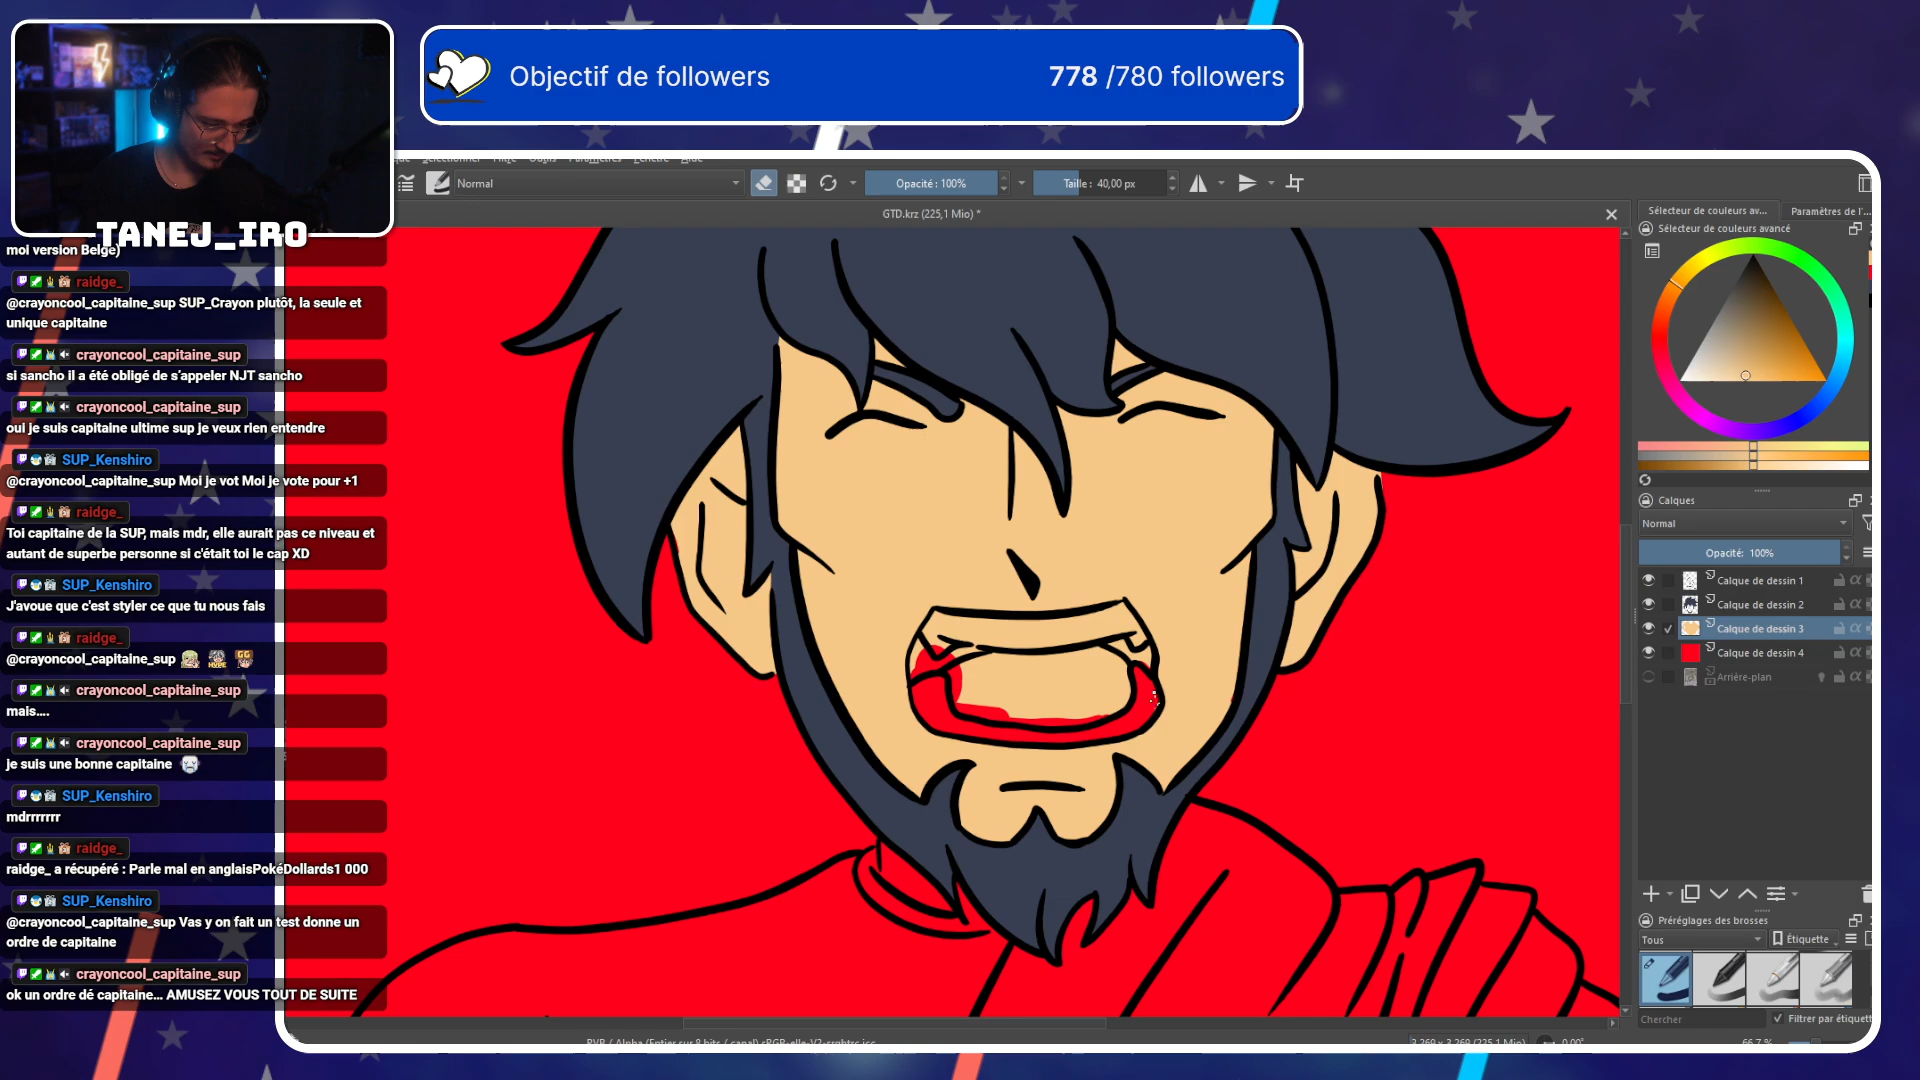 Objectif de followers
778 /780 followers
TANEJ_IRO
Paramètres
Normal
Opacité : 100%
Taille : 40,00 px
GTD.krz (225,1 Mio) *
moi version Belge)
raidge_
@crayoncool_capitaine_sup SUP_Crayon plutôt, la seule et
unique capitaine
crayoncool_capitaine_sup
si sancho il a été obligé de s'appeler NJT sancho
crayoncool_capitaine_sup
oui je suis capitaine ultime sup je veux rien entendre
SUP_Kenshiro
@crayoncool_capitaine_sup Moi je vot Moi je vote pour +1
raidge_
Toi capitaine de la SUP, mais mdr, elle aurait pas ce niveau et
autant de superbe personne si c'était toi le cap XD
SUP_Kenshiro
J'avoue que c'est styler ce que tu nous fais
raidge_
@crayoncool_capitaine_sup
crayoncool_capitaine_sup
mais....
crayoncool_capitaine_sup
je suis une bonne capitaine
SUP_Kenshiro
mdrrrrrrr
raidge_
raidge_ a récupéré : Parle mal en anglaisPokéDollards1 000
SUP_Kenshiro
@crayoncool_capitaine_sup Vas y on fait un test donne un
ordre de capitaine
crayoncool_capitaine_sup
ok un ordre dé capitaine... AMUSEZ VOUS TOUT DE SUITE
Sélecteur de couleurs av...
Paramètres de l'...
Sélecteur de couleurs avancé
Calques
Normal
Opacité: 100%
Calque de dessin 1
Calque de dessin 2
Calque de dessin 3
Calque de dessin 4
Arrière-plan
Préréglages des brosses
Tous
Étiquette
Chercher
Filtrer par étiquett